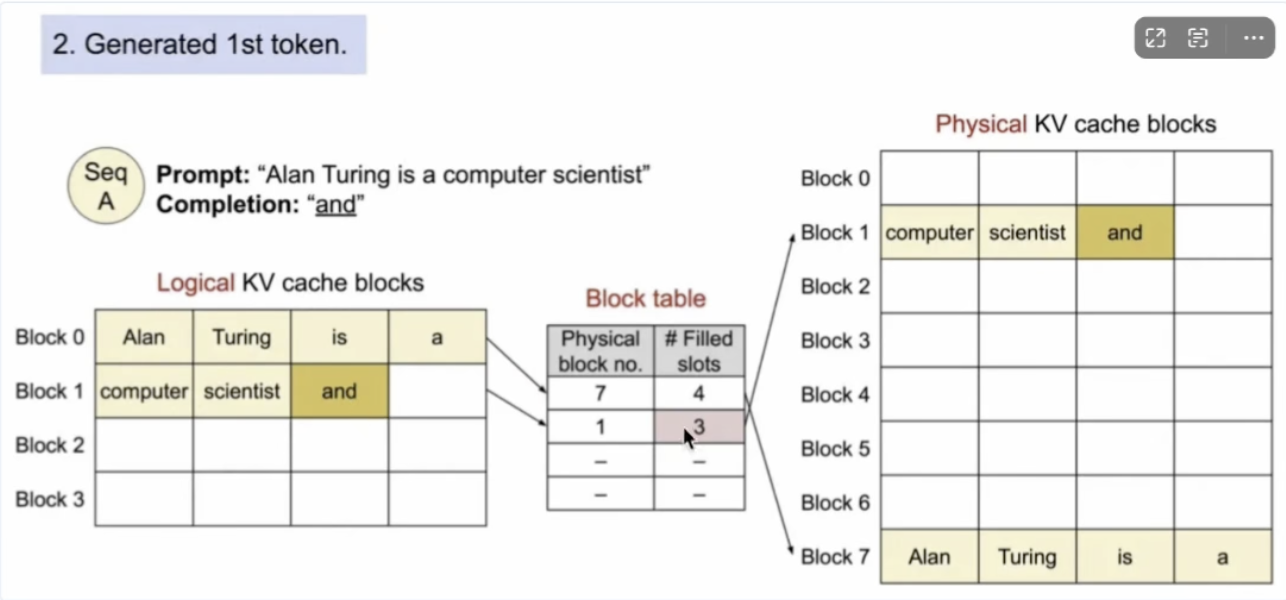 2. Generated 1st token.
Seq
A
Prompt: “Alan Turing is a computer scientist”
Completion: “and”
Logical KV cache blocks
Block 0 Alan Turing is a
Block 1 computer scientist and
Block 2
Block 3
Block table
Physical block no. # Filled slots
7 4
1 3
– –
– –
Physical KV cache blocks
Block 0
Block 1 computer scientist and
Block 2
Block 3
Block 4
Block 5
Block 6
Block 7 Alan Turing is a